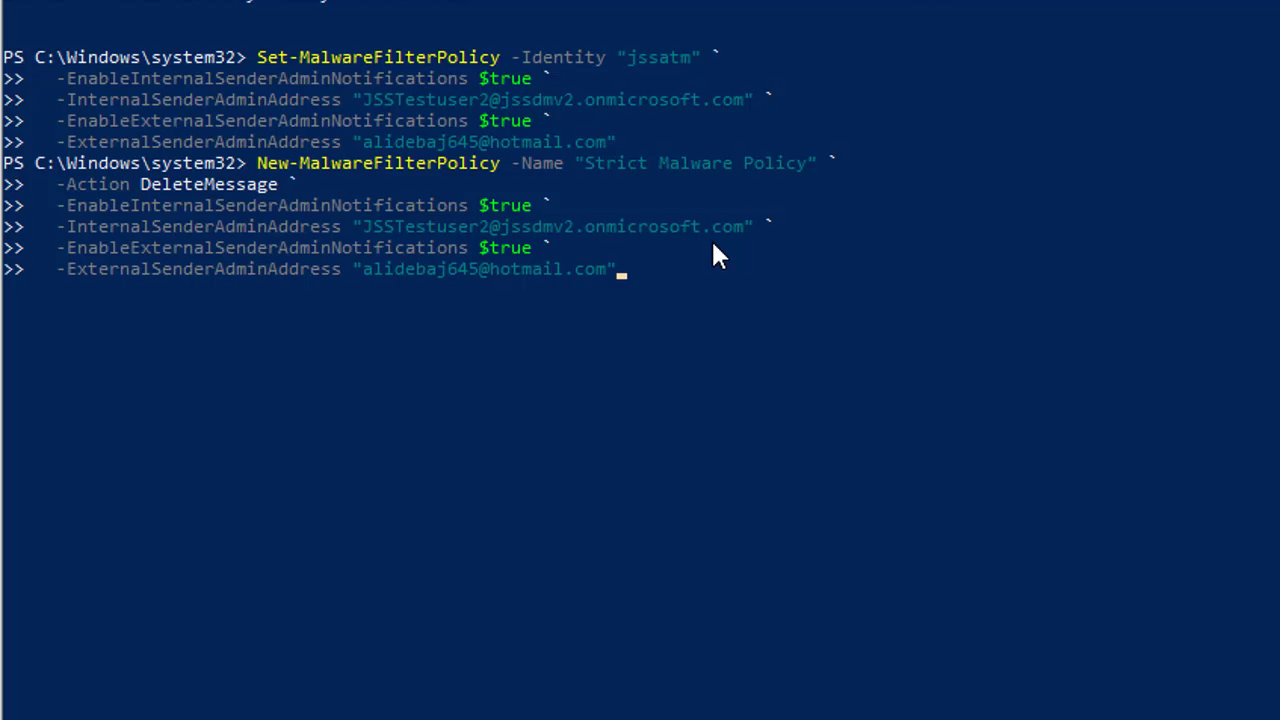 PS C:\Windows\system32> Set-MalwareFilterPolicy -Identity "jssatm" `
>>   -EnableInternalSenderAdminNotifications $true `
>>   -InternalSenderAdminAddress "JSSTestuser2@jssdmv2.onmicrosoft.com" `
>>   -EnableExternalSenderAdminNotifications $true `
>>   -ExternalSenderAdminAddress "alidebaj645@hotmail.com"
PS C:\Windows\system32> New-MalwareFilterPolicy -Name "Strict Malware Policy" `
>>   -Action DeleteMessage `
>>   -EnableInternalSenderAdminNotifications $true `
>>   -InternalSenderAdminAddress "JSSTestuser2@jssdmv2.onmicrosoft.com" `
>>   -EnableExternalSenderAdminNotifications $true `
>>   -ExternalSenderAdminAddress "alidebaj645@hotmail.com"